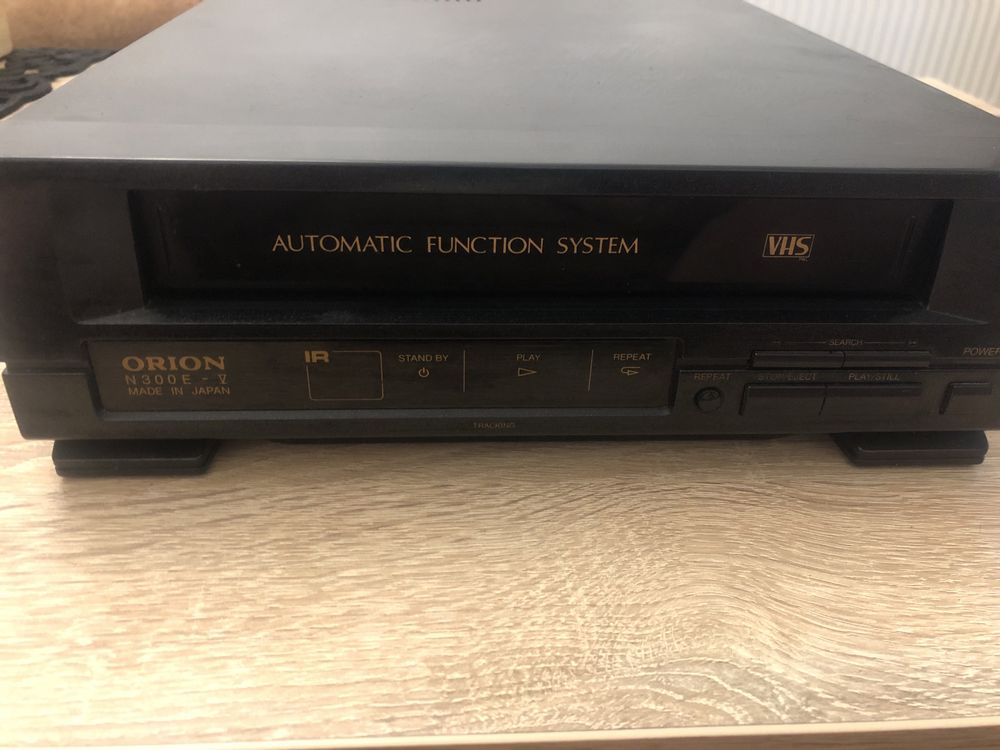 AUTOMATIC FUNCTION SYSTEM
VHS
PAL
ORION
N300E-V
MADE IN JAPAN
IR
STAND BY
PLAY
REPEAT
TRACKING
SEARCH
REPEAT
STOP/EJECT
PLAY/STILL
POWER